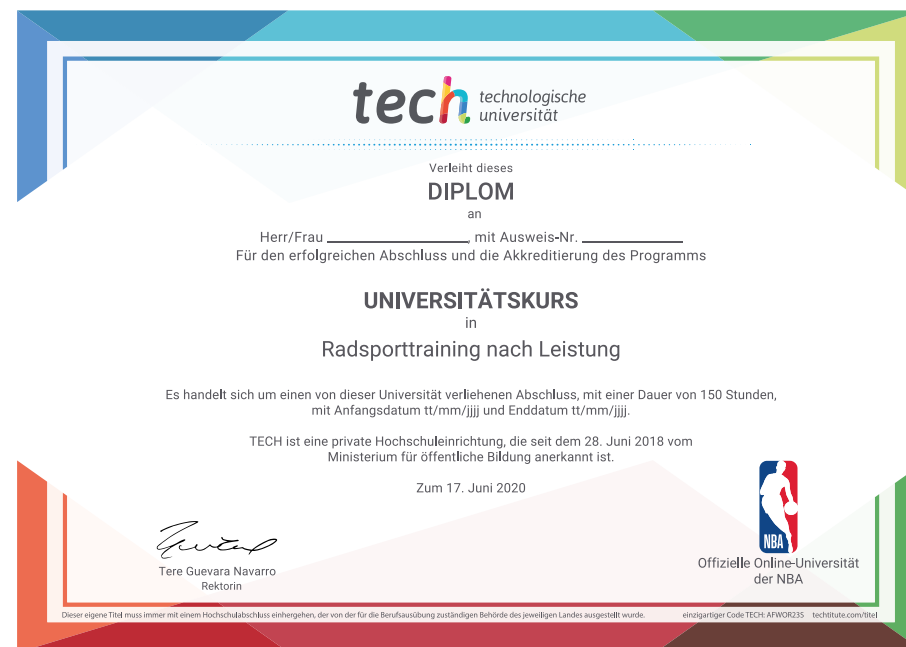 tech technologische
universität
Verleiht dieses
DIPLOM
an
Herr/Frau ____________, mit Ausweis-Nr. ____________
Für den erfolgreichen Abschluss und die Akkreditierung des Programms
UNIVERSITÄTSKURS
in
Radsporttraining nach Leistung
Es handelt sich um einen von dieser Universität verliehenen Abschluss, mit einer Dauer von 150 Stunden,
mit Anfangsdatum tt/mm/jjjj und Enddatum tt/mm/jjjj.
TECH ist eine private Hochschuleinrichtung, die seit dem 28. Juni 2018 vom
Ministerium für öffentliche Bildung anerkannt ist.
Zum 17. Juni 2020
NBA
Tere Guevara Navarro
Rektorin
Offizielle Online-Universität
der NBA
Dieser eigene Titel muss immer mit einem Hochschulabschluss einhergehen, der von der für die Berufsausübung zuständigen Behörde des jeweiligen Landes ausgestellt wurde. einzigartiger Code TECH: AFWOR23S techtitute.com/titel